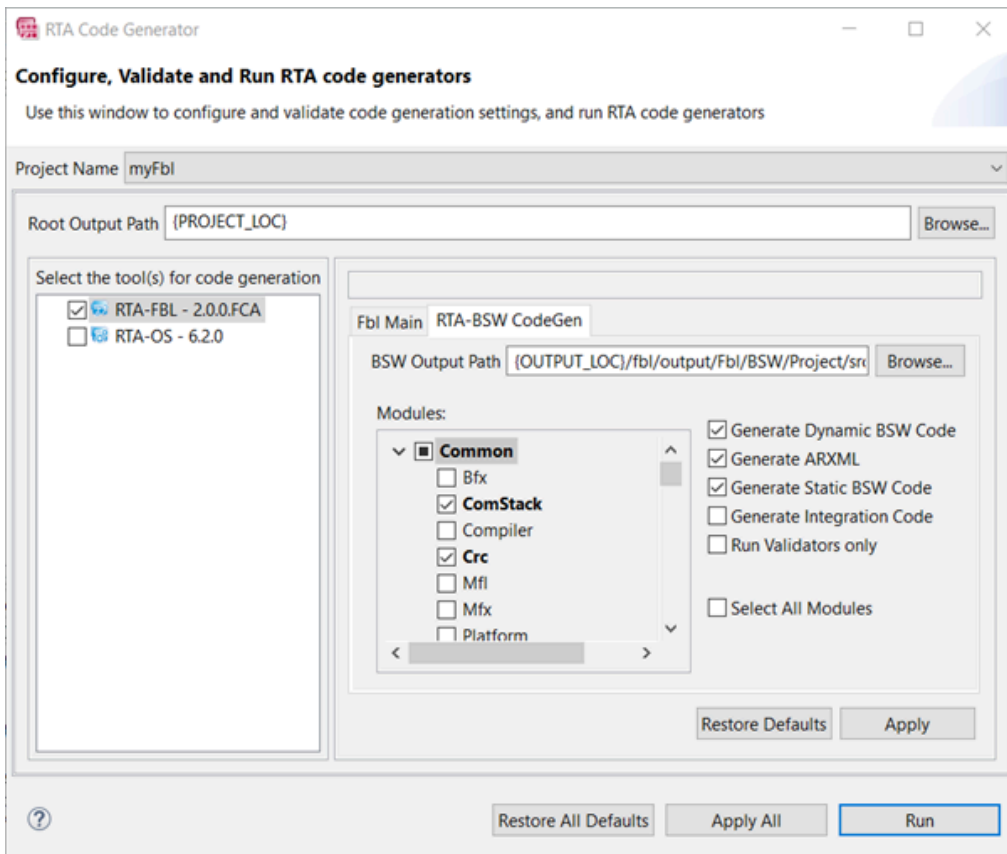 RTA Code Generator
Configure, Validate and Run RTA code generators
Use this window to configure and validate code generation settings, and run RTA code generators
Project Name myFbl
Root Output Path {PROJECT_LOC} Browse...
Select the tool(s) for code generation
RTA-FBL - 2.0.0.FCA
RTA-OS - 6.2.0
Fbl Main RTA-BSW CodeGen
BSW Output Path {OUTPUT_LOC}/fbl/output/Fbl/BSW/Project/src Browse...
Modules:
Common
Bfx
ComStack
Compiler
Crc
Mfl
Mfx
Platform
Generate Dynamic BSW Code
Generate ARXML
Generate Static BSW Code
Generate Integration Code
Run Validators only
Select All Modules
Restore Defaults Apply
? Restore All Defaults Apply All Run